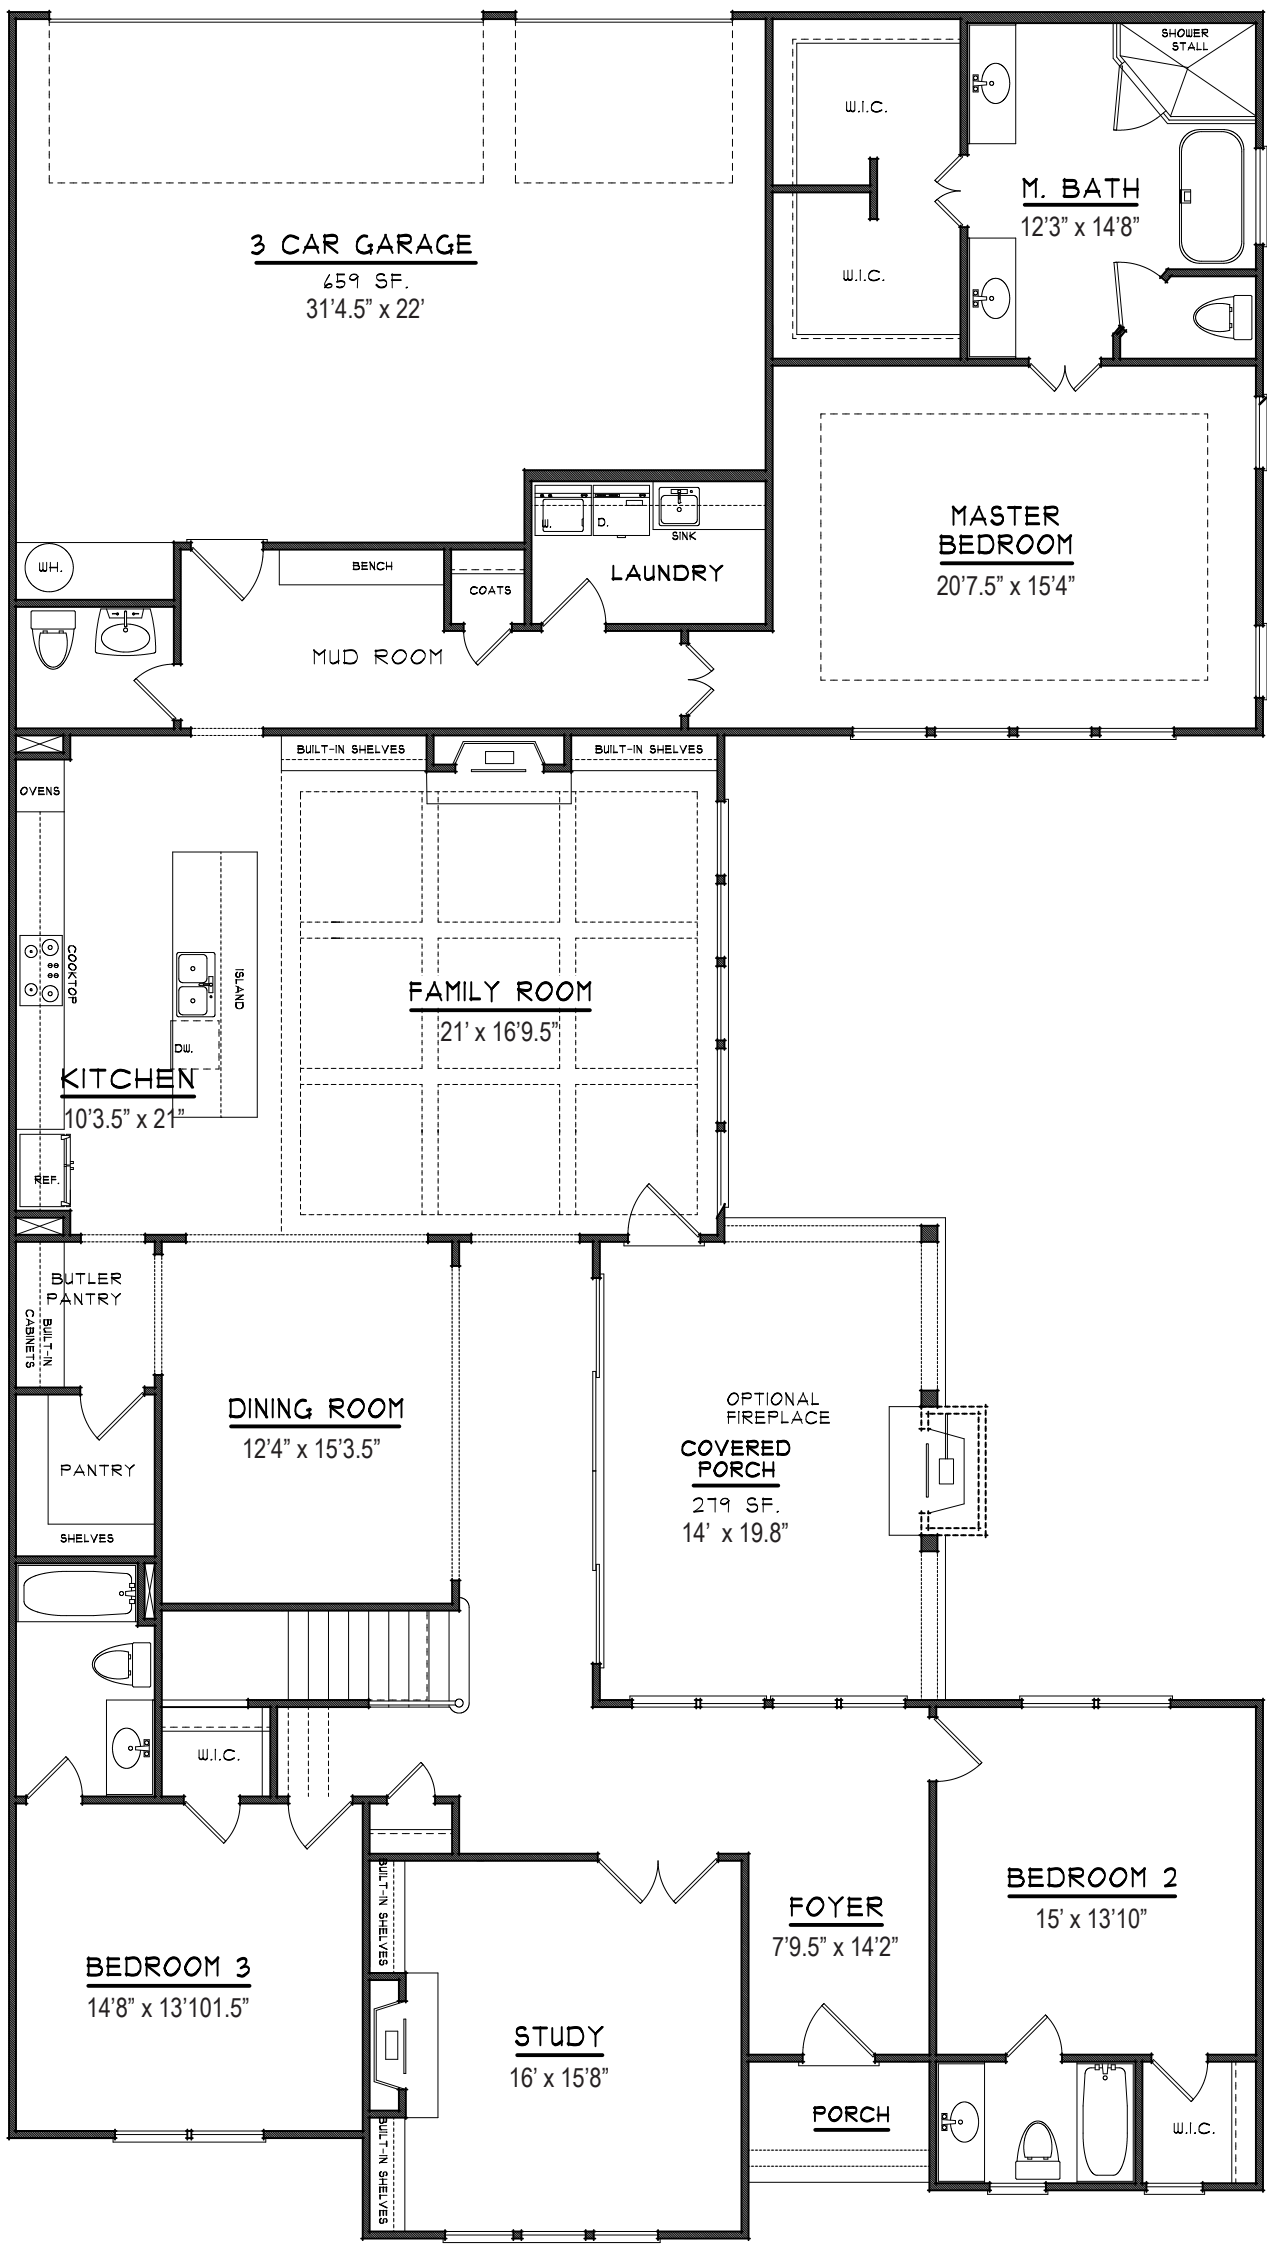 SHOWER
STALL
W.I.C.
M. BATH
12'3” x 14'8”
3 CAR GARAGE
659 SF.
31'4.5” x 22'
W.I.C.
MASTER
BEDROOM
20'7.5” x 15'4”
W.
D.
SINK
LAUNDRY
WH.
BENCH
COATS
MUD ROOM
BUILT-IN SHELVES
BUILT-IN SHELVES
OVENS
COOKTOP
ISLAND
FAMILY ROOM
21' x 16'9.5”
DW.
KITCHEN
10'3.5” x 21”
REF.
BUTLER
PANTRY
BUILT-IN
CABINETS
DINING ROOM
12'4” x 15'3.5”
OPTIONAL
FIREPLACE
COVERED
PORCH
279 SF.
14' x 19.8”
PANTRY
SHELVES
W.I.C.
BUILT-IN SHELVES
BEDROOM 2
15' x 13'10”
FOYER
7'9.5” x 14'2”
BEDROOM 3
14'8” x 13'101.5”
STUDY
16' x 15'8”
PORCH
W.I.C.
BUILT-IN SHELVES